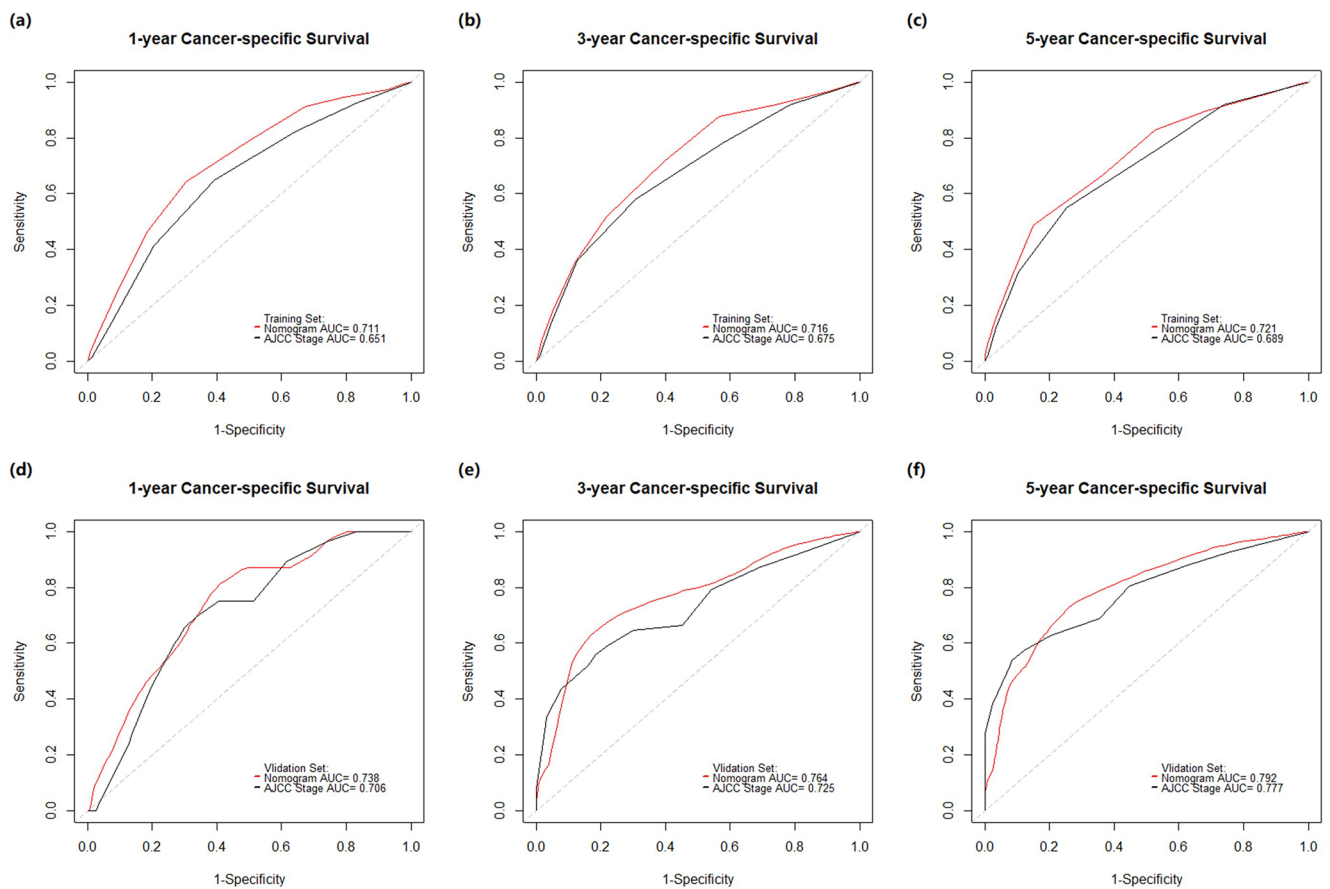 (a)
1-year Cancer-specific Survival
Sensitivity
0.0 0.2 0.4 0.6 0.8 1.0
Training Set:
Nomogram AUC= 0.711
AJCC Stage AUC= 0.651
0.0 0.2 0.4 0.6 0.8 1.0
1-Specificity
(b)
3-year Cancer-specific Survival
Sensitivity
0.0 0.2 0.4 0.6 0.8 1.0
Training Set:
Nomogram AUC= 0.716
AJCC Stage AUC= 0.675
0.0 0.2 0.4 0.6 0.8 1.0
1-Specificity
(c)
5-year Cancer-specific Survival
Sensitivity
0.0 0.2 0.4 0.6 0.8 1.0
Training Set:
Nomogram AUC= 0.721
AJCC Stage AUC= 0.689
0.0 0.2 0.4 0.6 0.8 1.0
1-Specificity
(d)
1-year Cancer-specific Survival
Sensitivity
0.0 0.2 0.4 0.6 0.8 1.0
Vlidation Set:
Nomogram AUC= 0.738
AJCC Stage AUC= 0.706
0.0 0.2 0.4 0.6 0.8 1.0
1-Specificity
(e)
3-year Cancer-specific Survival
Sensitivity
0.0 0.2 0.4 0.6 0.8 1.0
Vlidation Set:
Nomogram AUC= 0.764
AJCC Stage AUC= 0.725
0.0 0.2 0.4 0.6 0.8 1.0
1-Specificity
(f)
5-year Cancer-specific Survival
Sensitivity
0.0 0.2 0.4 0.6 0.8 1.0
Vlidation Set:
Nomogram AUC= 0.792
AJCC Stage AUC= 0.777
0.0 0.2 0.4 0.6 0.8 1.0
1-Specificity